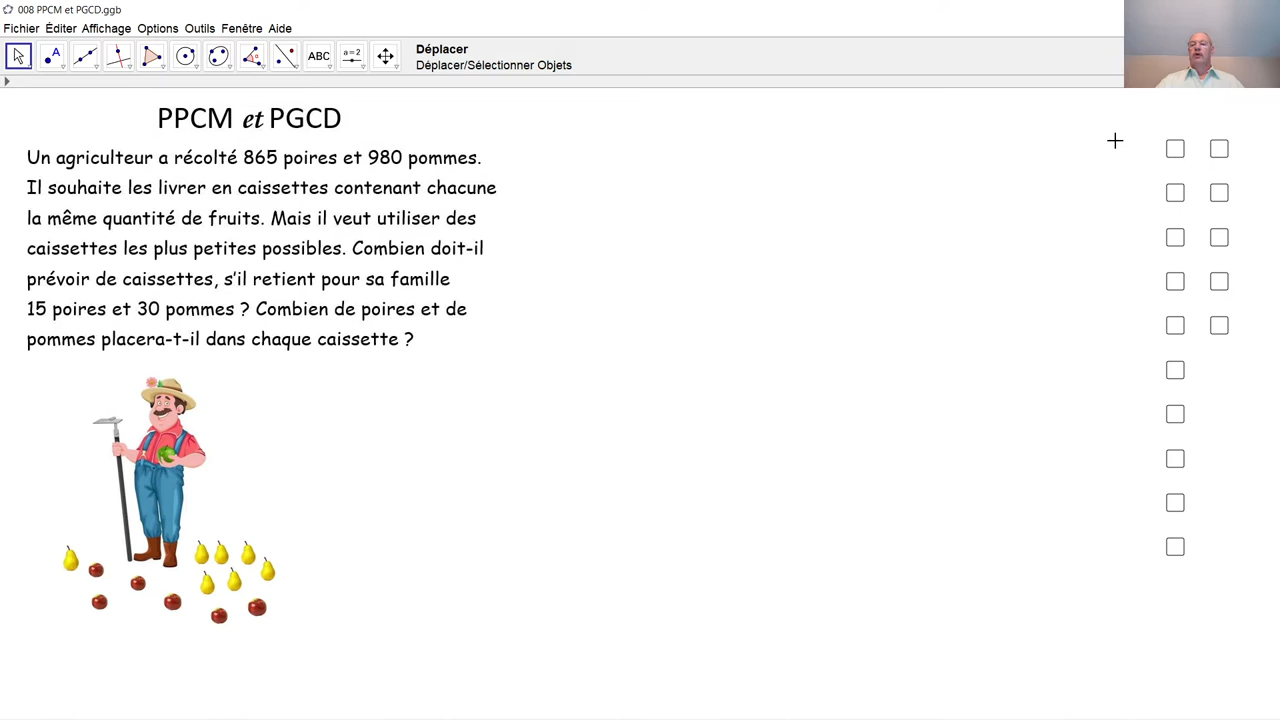 008 PPCM et PGCD.ggb
Fichier Éditer Affichage Options Outils Fenêtre Aide
A
ABC
a=2
Déplacer
Déplacer/Sélectionner Objets
PPCM et PGCD
Un agriculteur a récolté 865 poires et 980 pommes.
Il souhaite les livrer en caissettes contenant chacune
la même quantité de fruits. Mais il veut utiliser des
caissettes les plus petites possibles. Combien doit-il
prévoir de caissettes, s'il retient pour sa famille
15 poires et 30 pommes ? Combien de poires et de
pommes placera-t-il dans chaque caissette ?